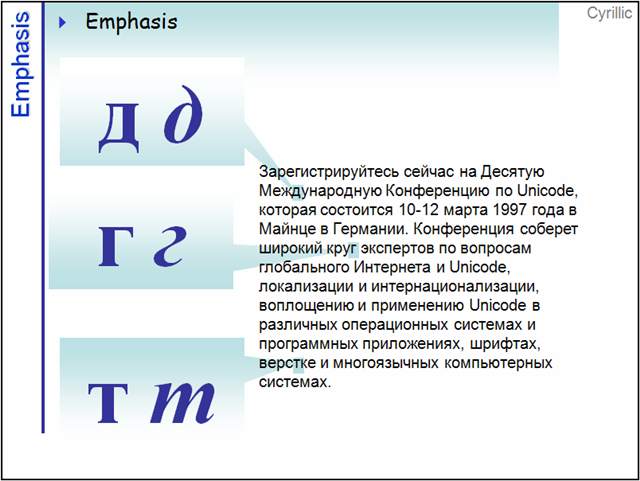 Cyrillic
Emphasis
Emphasis
д д
г г
т т
Зарегистрируйтесь сейчас на Десятую
Международную Конференцию по Unicode,
которая состоится 10-12 марта 1997 года в
Майнце в Германии. Конференция соберет
широкий круг экспертов по вопросам
глобального Интернета и Unicode,
локализации и интернационализации,
воплощению и применению Unicode в
различных операционных системах и
программных приложениях, шрифтах,
верстке и многоязычных компьютерных
системах.